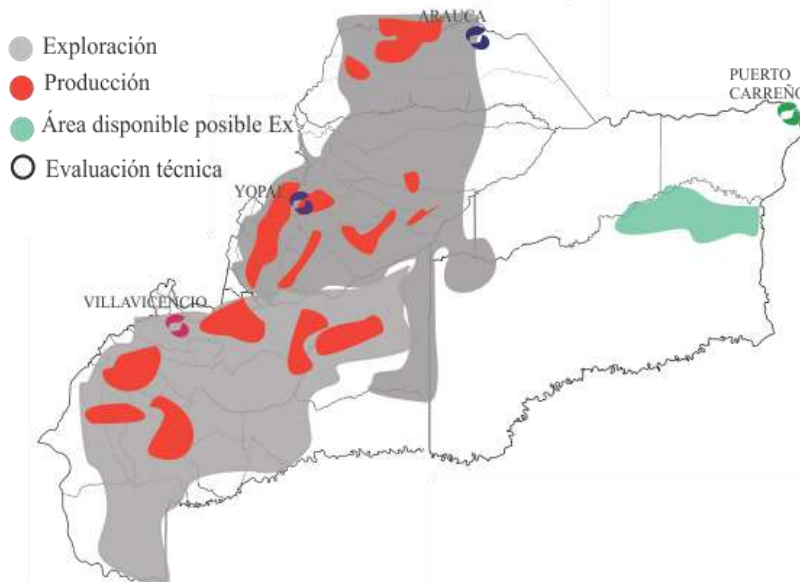 ARAUCA
Exploración
Producción
Área disponible posible Ex
Evaluación técnica
PUERTO
CARREÑO
YOPAL
VILLAVICENCIO